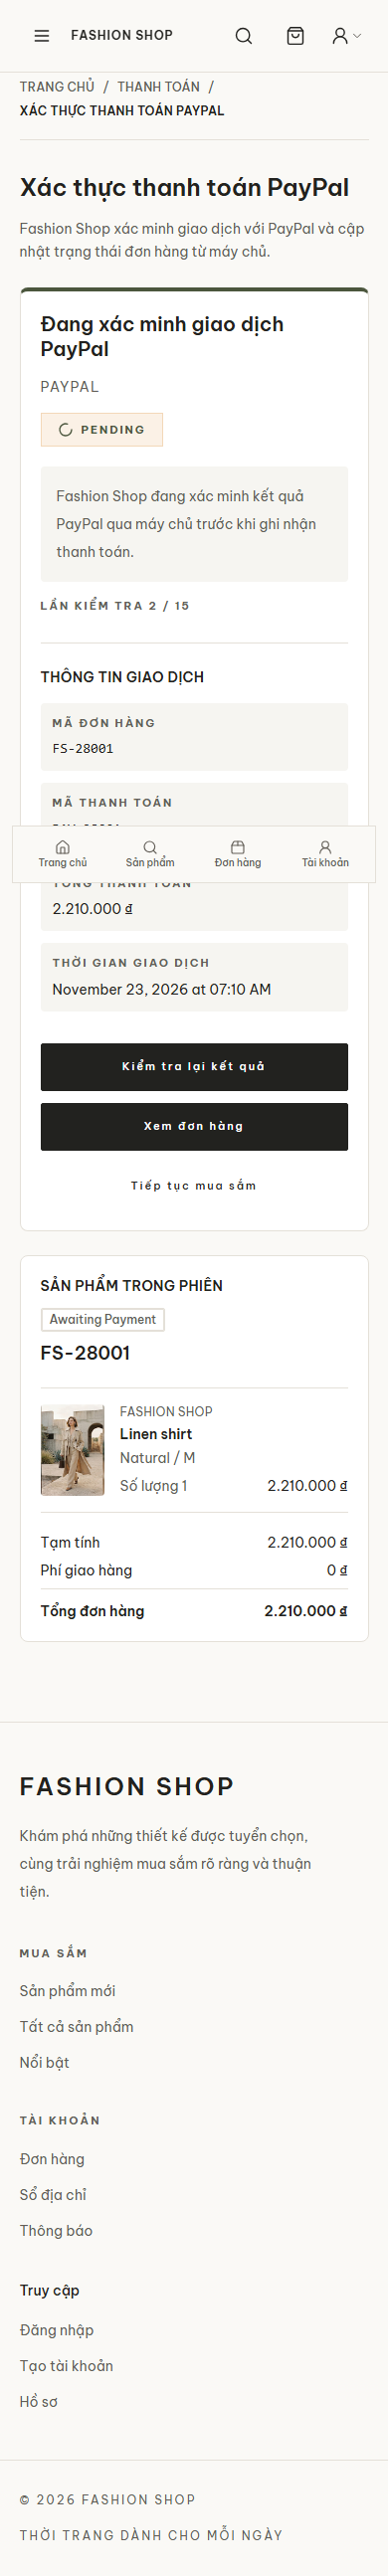 FASHION SHOP
TRANG CHỦ / THANH TOÁN /
XÁC THỰC THANH TOÁN PAYPAL
Xác thực thanh toán PayPal
Fashion Shop xác minh giao dịch với PayPal và cập
nhật trạng thái đơn hàng từ máy chủ.
Đang xác minh giao dịch
PayPal
PAYPAL
PENDING
Fashion Shop đang xác minh kết quả
PayPal qua máy chủ trước khi ghi nhận
thanh toán.
LẦN KIỂM TRA 2 / 15
THÔNG TIN GIAO DỊCH
MÃ ĐƠN HÀNG
FS-28001
MÃ THANH TOÁN
Trang chủ
Sản phẩm
Đơn hàng
Tài khoản
TỔNG THANH TOÁN
2.210.000 ₫
THỜI GIAN GIAO DỊCH
November 23, 2026 at 07:10 AM
Kiểm tra lại kết quả
Xem đơn hàng
Tiếp tục mua sắm
SẢN PHẨM TRONG PHIÊN
Awaiting Payment
FS-28001
FASHION SHOP
Linen shirt
Natural / M
Số lượng 1 2.210.000 ₫
Tạm tính 2.210.000 ₫
Phí giao hàng 0 ₫
Tổng đơn hàng 2.210.000 ₫
FASHION SHOP
Khám phá những thiết kế được tuyển chọn,
cùng trải nghiệm mua sắm rõ ràng và thuận
tiện.
MUA SẮM
Sản phẩm mới
Tất cả sản phẩm
Nổi bật
TÀI KHOẢN
Đơn hàng
Sổ địa chỉ
Thông báo
Truy cập
Đăng nhập
Tạo tài khoản
Hồ sơ
© 2026 FASHION SHOP
THỜI TRANG DÀNH CHO MỖI NGÀY